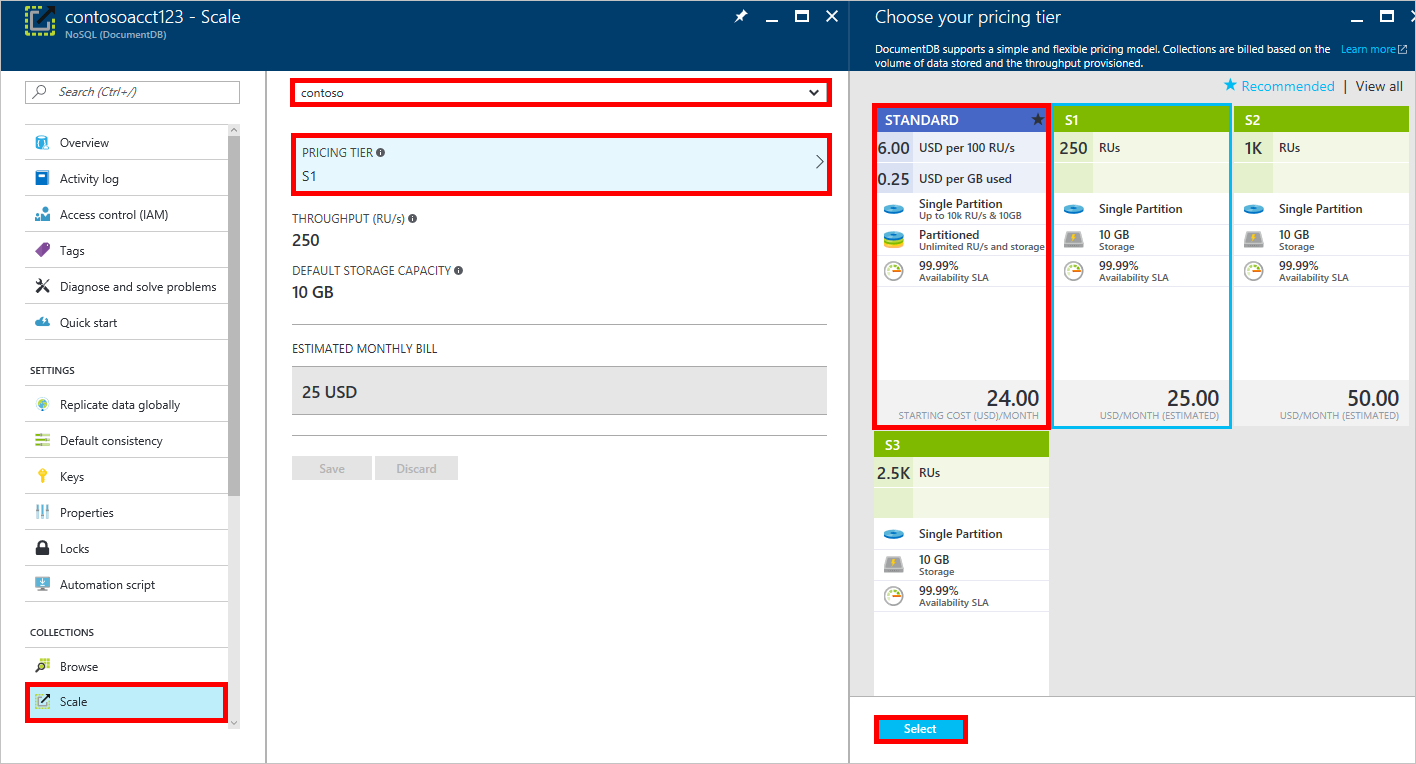 contosoacct123 - Scale
NoSQL (DocumentDB)
Search (Ctrl+/)
Overview
Activity log
Access control (IAM)
Tags
Diagnose and solve problems
Quick start
SETTINGS
Replicate data globally
Default consistency
Keys
Properties
Locks
Automation script
COLLECTIONS
Browse
Scale
contoso
PRICING TIER
S1
THROUGHPUT (RU/s)
250
DEFAULT STORAGE CAPACITY
10 GB
ESTIMATED MONTHLY BILL
25 USD
Save Discard
Choose your pricing tier
DocumentDB supports a simple and flexible pricing model. Collections are billed based on the Learn more
volume of data stored and the throughput provisioned.
Recommended | View all
STANDARD
6.00 USD per 100 RU/s
0.25 USD per GB used
Single Partition
Up to 10k RU/s & 10GB
Partitioned
Unlimited RU/s and storage
99.99%
Availability SLA
24.00
STARTING COST (USD)/MONTH
S1
250 RUs
Single Partition
10 GB
Storage
99.99%
Availability SLA
25.00
USD/MONTH (ESTIMATED)
S2
1K RUs
Single Partition
10 GB
Storage
99.99%
Availability SLA
50.00
USD/MONTH (ESTIMATED)
S3
2.5K RUs
Single Partition
10 GB
Storage
99.99%
Availability SLA
Select